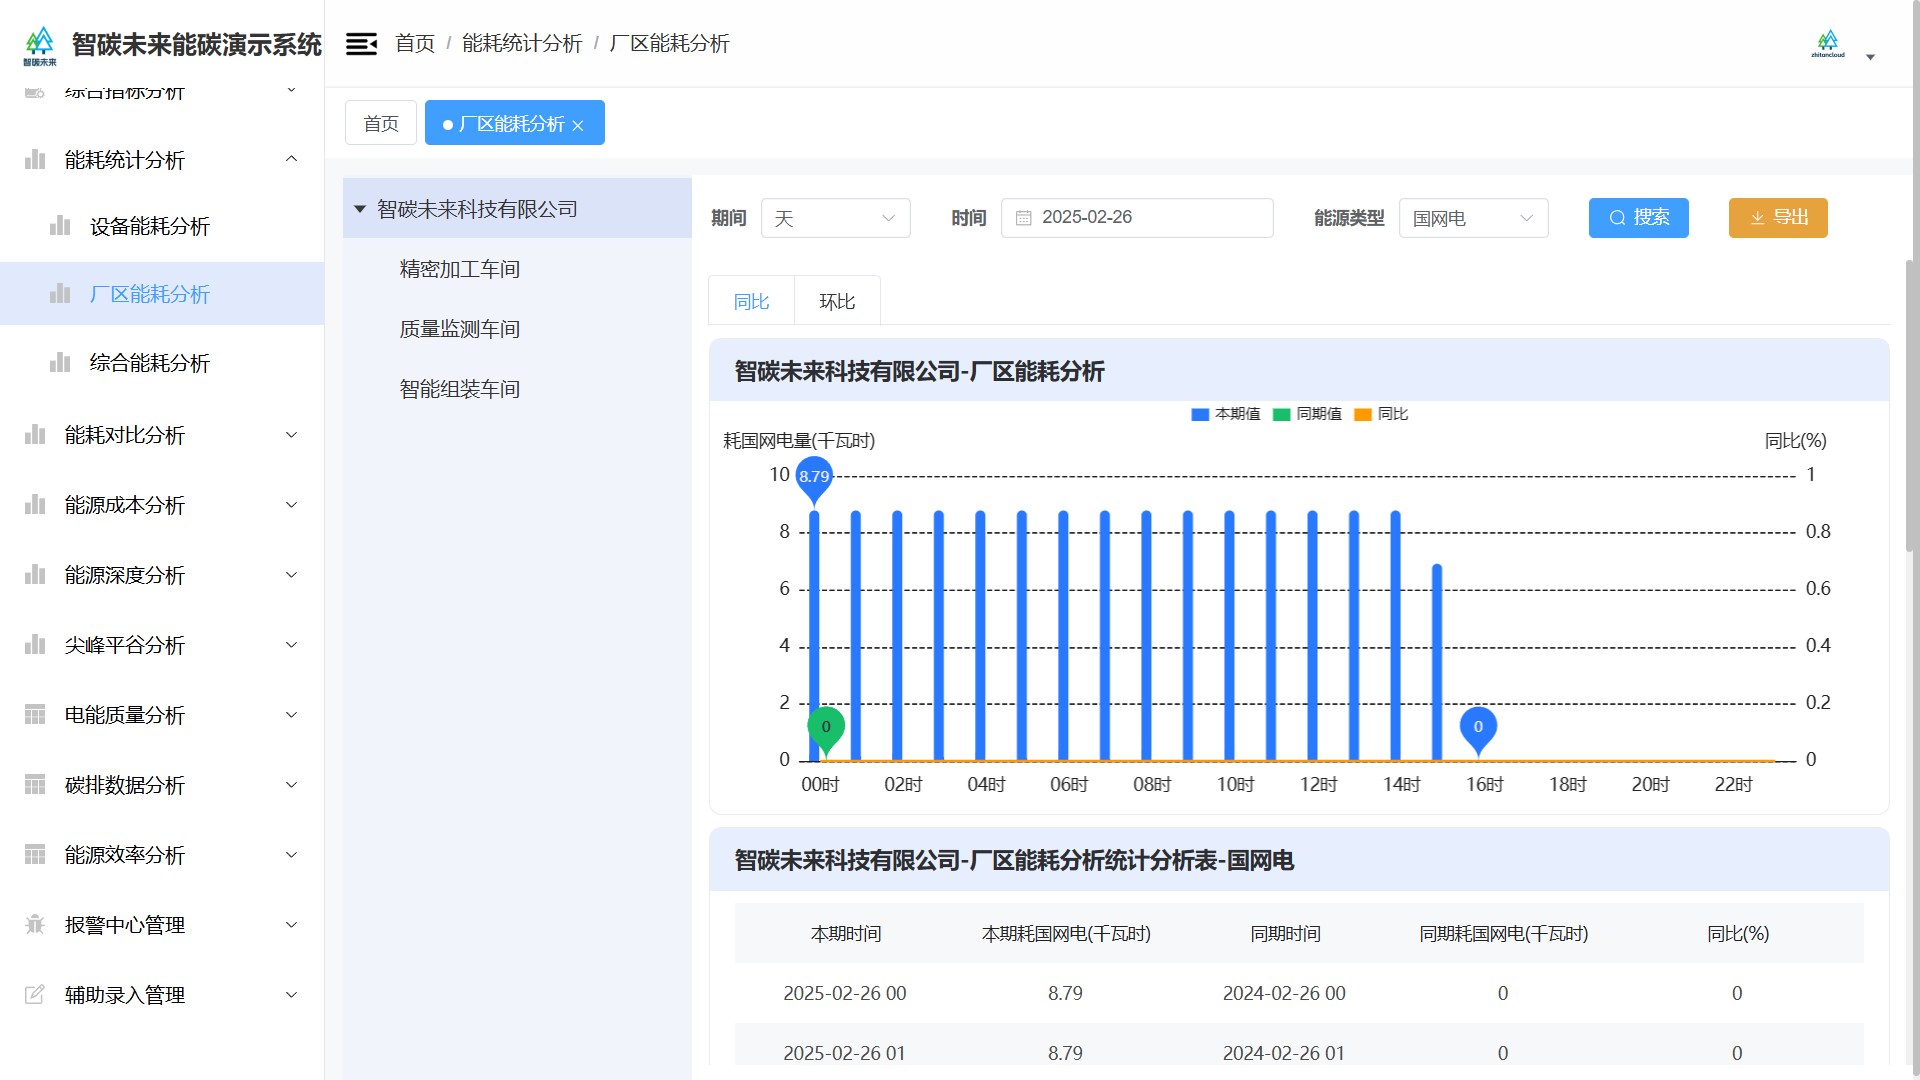 智碳未来
智碳未来能碳演示系统
首页 / 能耗统计分析 / 厂区能耗分析
zhitancloud
综合指标分析
能耗统计分析
设备能耗分析
厂区能耗分析
综合能耗分析
能耗对比分析
能源成本分析
能源深度分析
尖峰平谷分析
电能质量分析
碳排数据分析
能源效率分析
报警中心管理
辅助录入管理
首页
厂区能耗分析
智碳未来科技有限公司
精密加工车间
质量监测车间
智能组装车间
期间 天 时间 2025-02-26 能源类型 国网电 搜索 导出
同比 环比
智碳未来科技有限公司-厂区能耗分析
本期值 同期值 同比
耗国网电量(千瓦时) 同比(%)
10 8.79 1
8 0.8
6 0.6
4 0.4
2 0.2
0 0
0 0
00时 02时 04时 06时 08时 10时 12时 14时 16时 18时 20时 22时
智碳未来科技有限公司-厂区能耗分析统计分析表-国网电
本期时间 本期耗国网电(千瓦时) 同期时间 同期耗国网电(千瓦时) 同比(%)
2025-02-26 00 8.79 2024-02-26 00 0 0
2025-02-26 01 8.79 2024-02-26 01 0 0